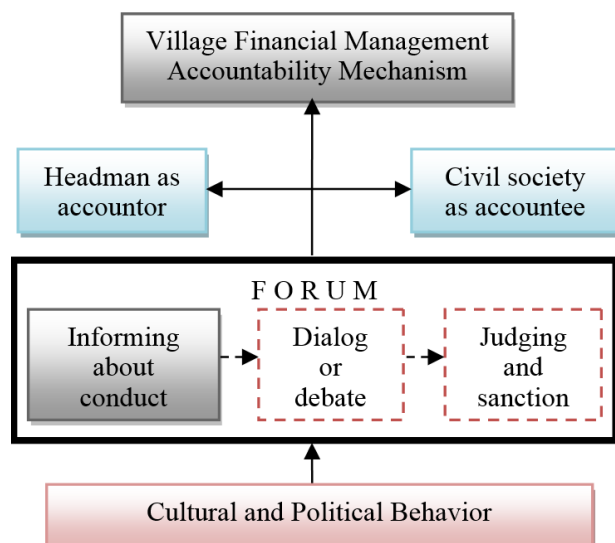 Village Financial Management
Accountability Mechanism
Headman as
accountor
Civil society
as accountee
F O R U M
Informing
about
conduct
Dialog
or
debate
Judging
and
sanction
Cultural and Political Behavior